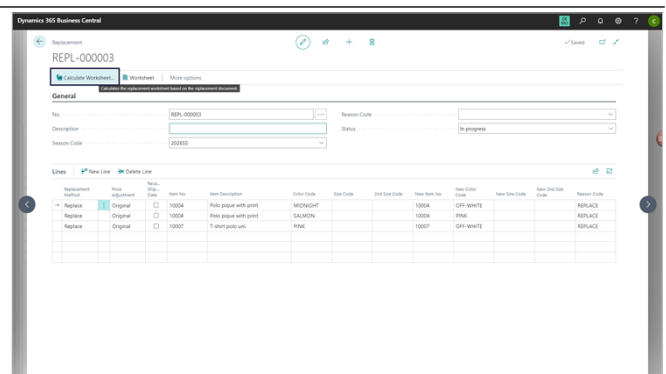 Dynamics 365 Business Central
Replacement
Saved
REPL-000003
Calculate Worksheet... Worksheet More options
Calculates the replacement worksheet based on the replacement document.
General
No. REPL-000003 Reason Code
Description Status In progress
Season Code 2026SS
Lines New Line Delete Line
Replacement Method Price Adjustment Item No. Item Description Color Code Size Code 2nd Size Code New Item No. New Color Code New Size Code New 2nd Size Code Reason Code
Replace Original 10004 Polo pique with print MIDNIGHT 10004 OFF-WHITE REPLACE
Replace Original 10004 Polo pique with print SALMON 10004 PINK REPLACE
Replace Original 10007 T-shirt polo uni PINK 10007 OFF-WHITE REPLACE